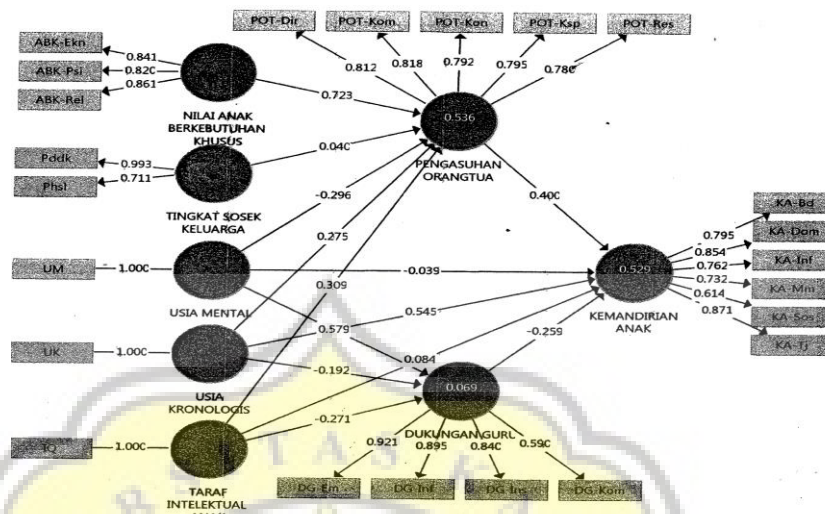 POT-Dir
POT-Kom
POT-Kon
POT-Ksp
POT-Res
ABK-Ekn
ABK-Psi
ABK-Rel
0.841
0.820
0.861
NILAI ANAK
BERKEBUTUHAN
KHUSUS
0.812
0.818
0.792
0.795
0.780
0.723
0.536
PENGASUHAN
ORANGTUA
Pddk
Phsl
0.993
0.711
TINGKAT SOSEK
KELUARGA
0.040
-0.296
0.275
0.309
0.400
UM
1.000
USIA MENTAL
-0.039
0.579
0.529
KEMANDIRIAN
ANAK
KA-Bd
KA-Dom
KA-Inf
KA-Mm
KA-Sos
KA-Tj
0.795
0.854
0.762
0.732
0.614
0.871
UK
1.000
USIA
KRONOLOGIS
0.545
-0.192
0.084
-0.259
IQ
1.000
TARAF
INTELEKTUAL
-0.271
0.069
DUKUNGAN GURU
0.921
0.895
0.840
0.590
DG-Em
DG-Inf
DG-Ins
DG-Kom